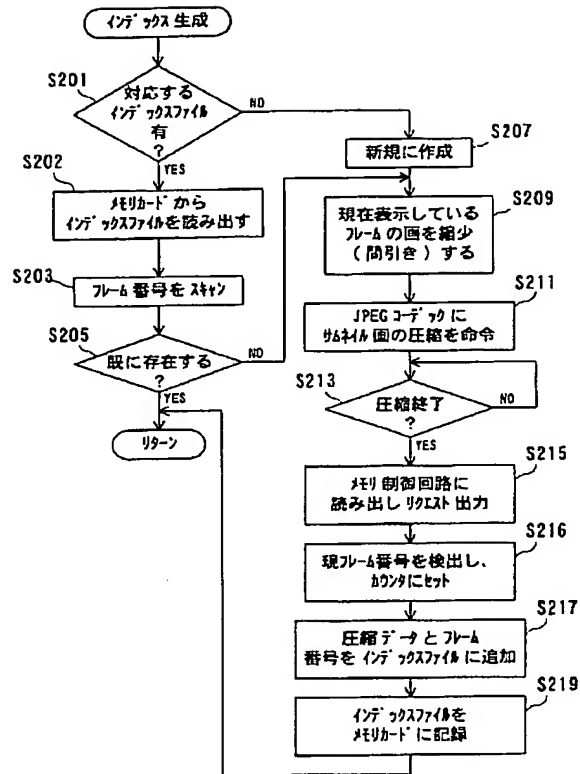 インデックス 生成
S201
対応する
インデックスファイル
有
?
NO
YES
S202
メモリカードから
インデックスファイルを読み出す
S203
フレーム 番号を スキャン
S205
既に存在する
?
NO
YES
リターン
S207
新規に作成
S209
現在表示している
フレーム の画を縮少
(間引き)する
S211
JPEG コーデックに
サムネイル 画の圧縮を命令
S213
圧縮終了
?
NO
YES
S215
メモリ 制御回路に
読み出し リクエスト 出力
S216
現フレーム番号を検出し、
カウンタにセット
S217
圧縮 データ と フレーム
番号を インデックスファイル に追加
S219
インデックスファイルを
メモリカードに記録